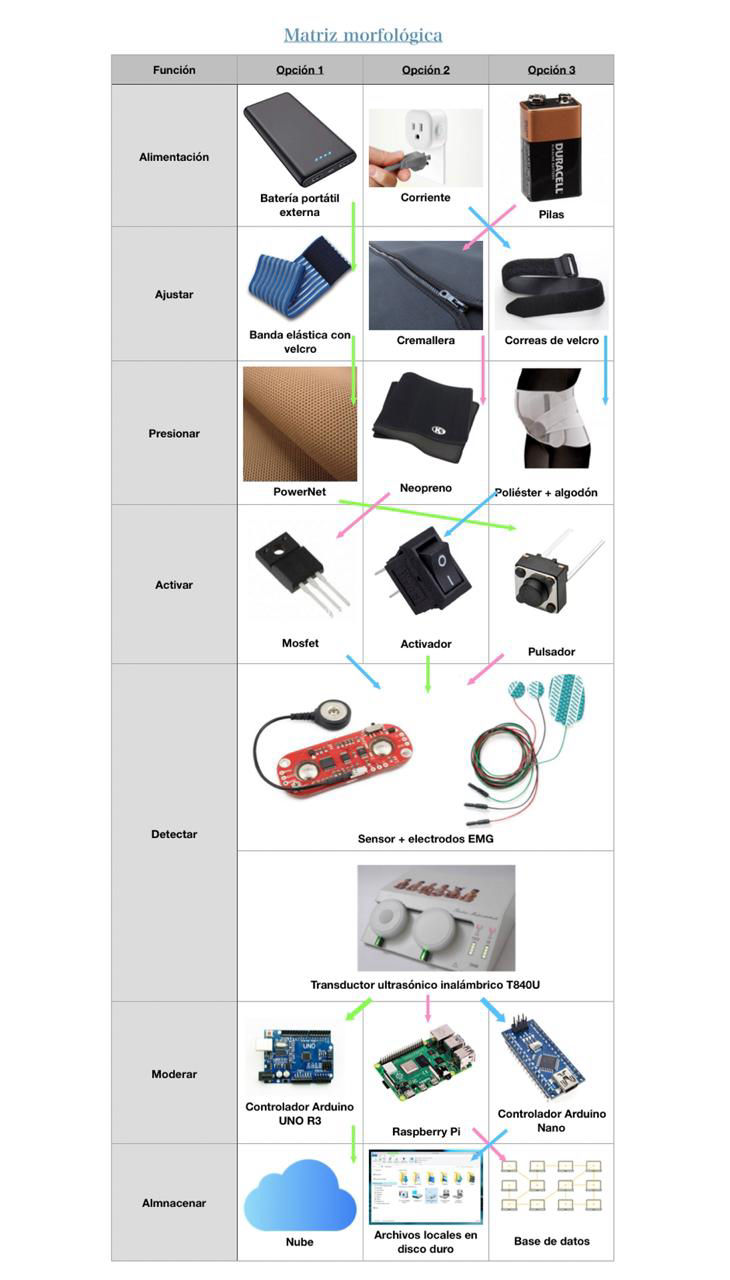 Matriz morfológica
Función
Opción 1
Opción 2
Opción 3
Alimentación
Batería portátil
externa
Corriente
DURACELL
Pilas
Ajustar
Banda elástica con
velcro
Cremallera
Correas de velcro
Presionar
PowerNet
K
Neopreno
Poliéster + algodón
Activar
Mosfet
Activador
Pulsador
Detectar
Sensor + electrodos EMG
Transductor ultrasónico inalámbrico T840U
Moderar
UNO
Controlador Arduino
UNO R3
Raspberry Pi
Controlador Arduino
Nano
Almnacenar
Nube
Archivos locales en
disco duro
Base de datos